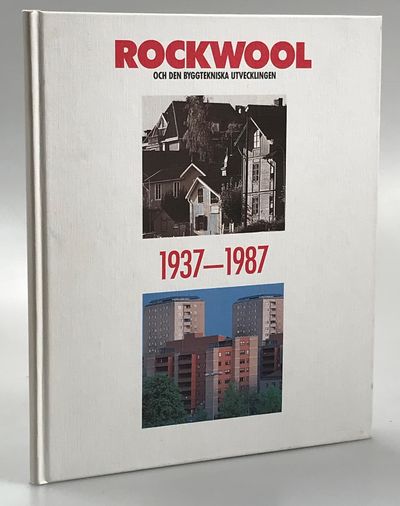 ROCKWOOL
OCH DEN BYGGTEKNISKA UTVECKLINGEN
1937–1987